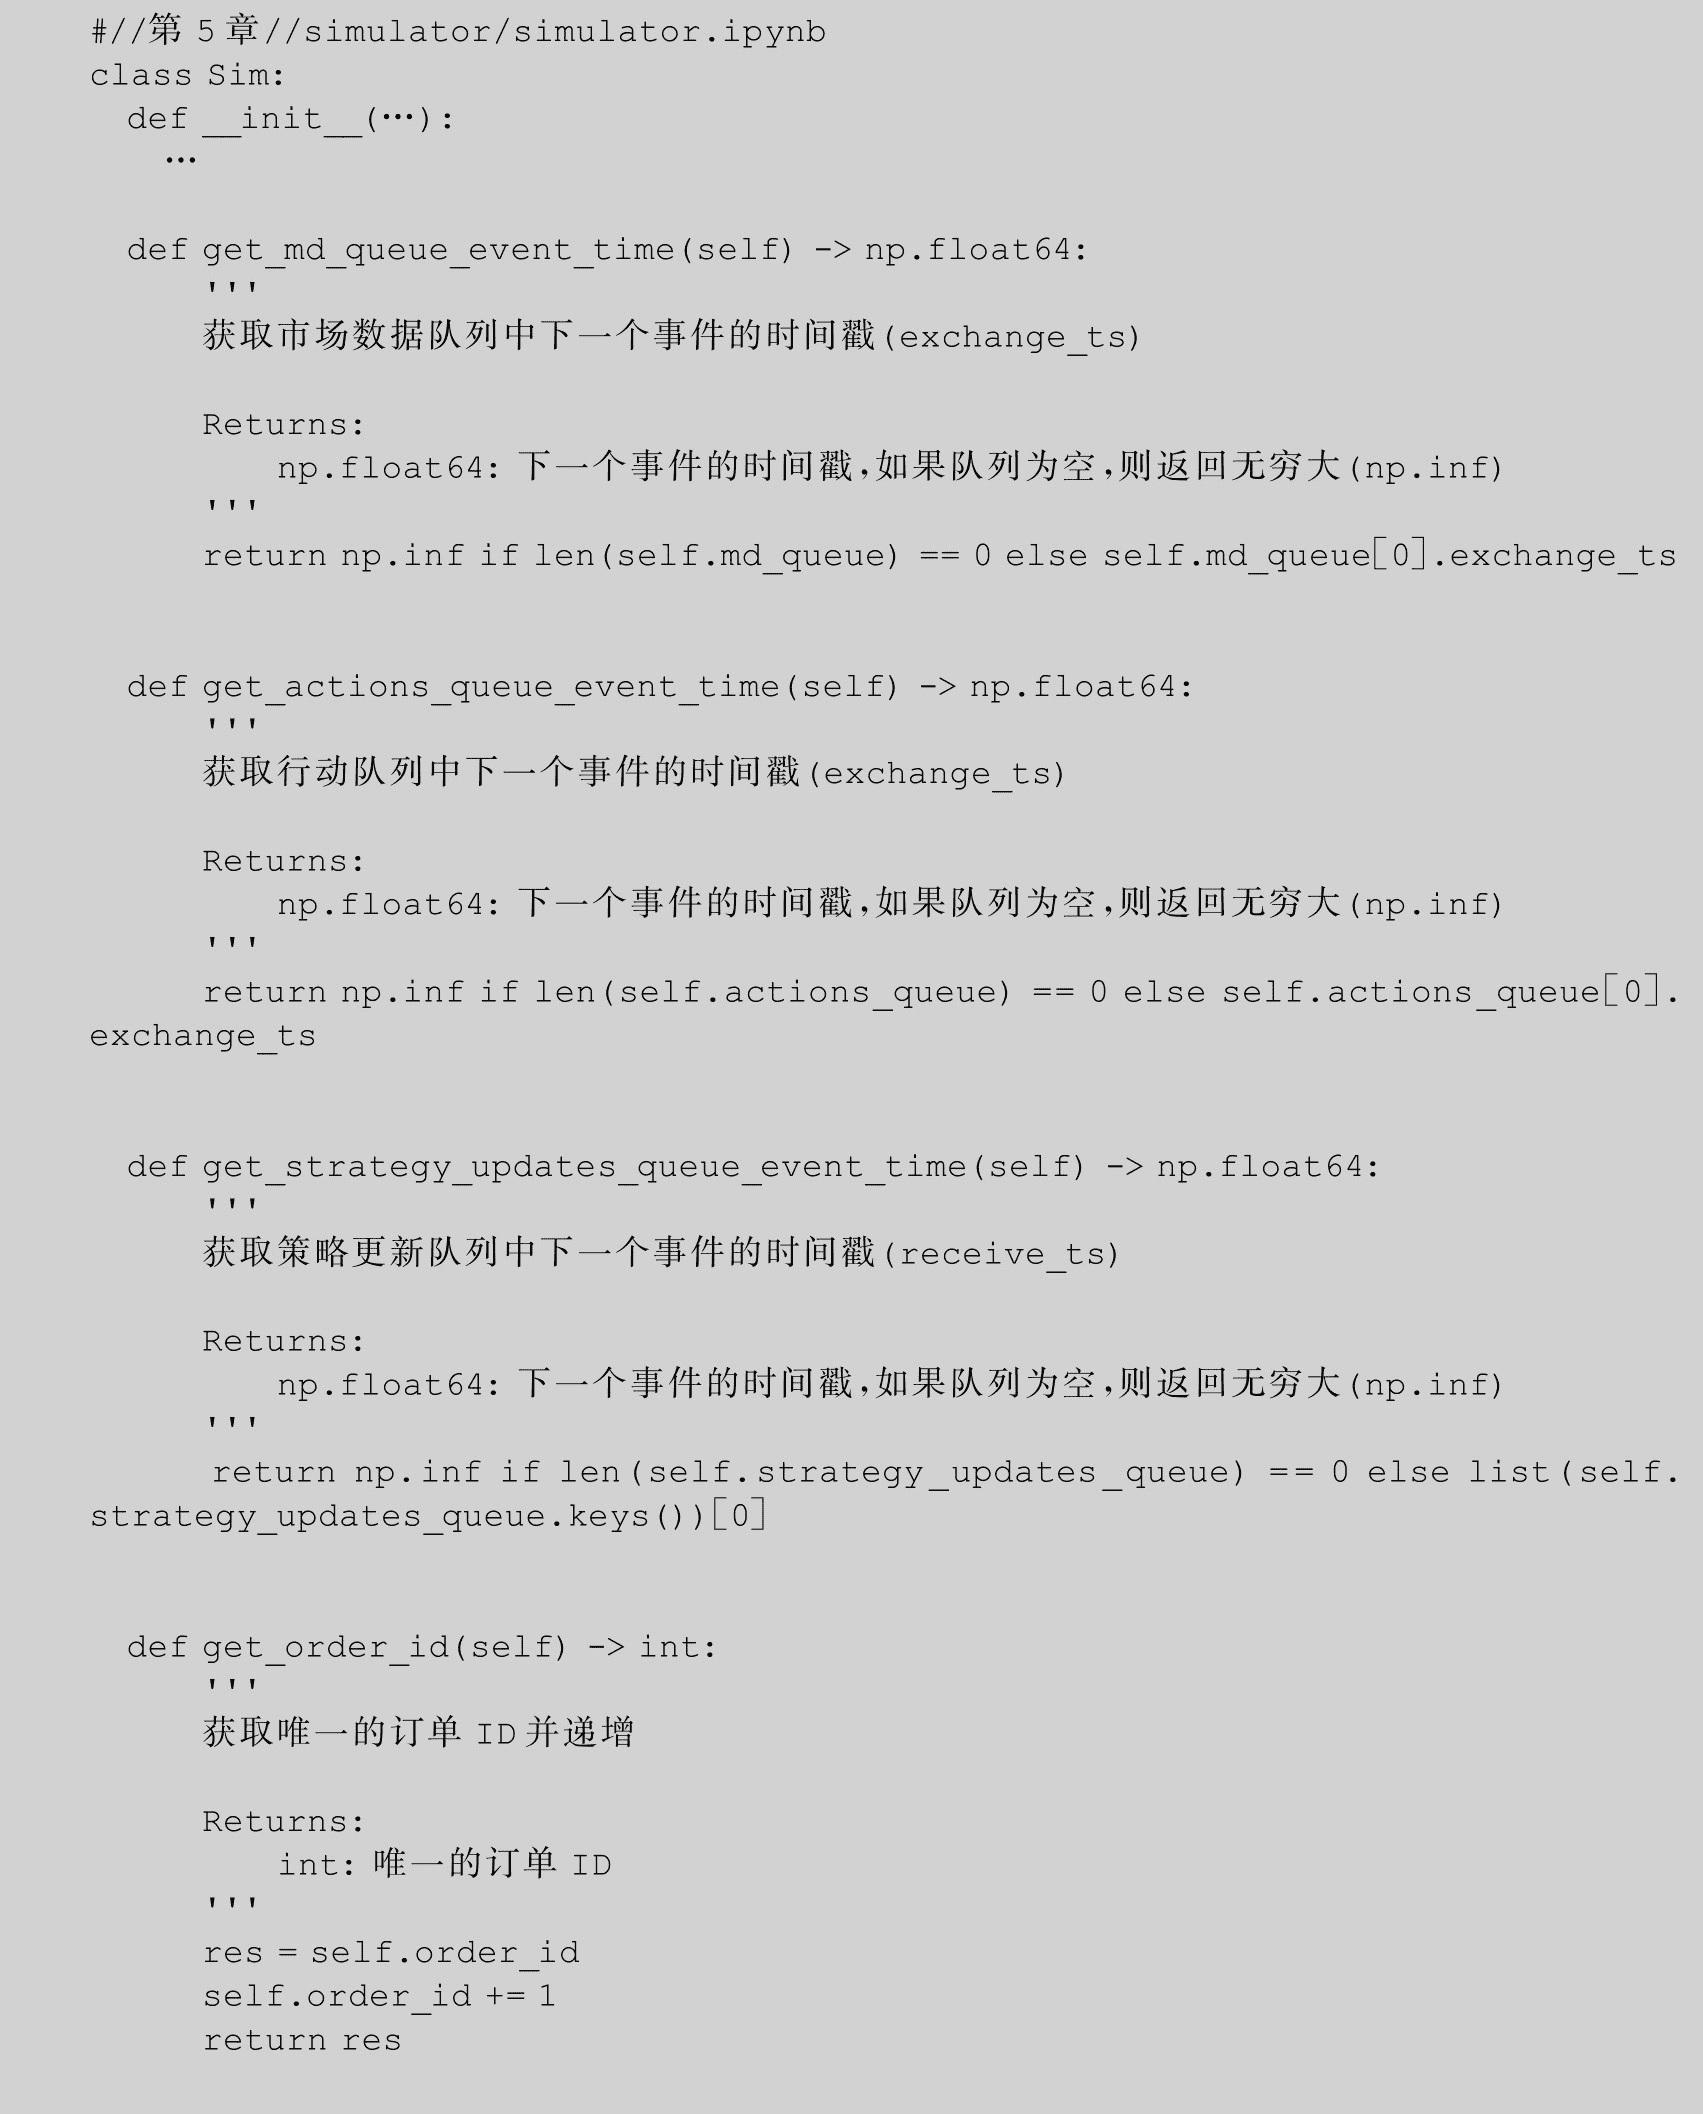 #//第 5 章//simulator/simulator.ipynb
class Sim:
  def __init__(…):
    …
  def get_md_queue_event_time(self) -> np.float64:
      '''
      获取市场数据队列中下一个事件的时间戳(exchange_ts)
      Returns:
          np.float64: 下一个事件的时间戳,如果队列为空,则返回无穷大(np.inf)
      '''
      return np.inf if len(self.md_queue) == 0 else self.md_queue[0].exchange_ts
  def get_actions_queue_event_time(self) -> np.float64:
      '''
      获取行动队列中下一个事件的时间戳(exchange_ts)
      Returns:
          np.float64: 下一个事件的时间戳,如果队列为空,则返回无穷大(np.inf)
      '''
      return np.inf if len(self.actions_queue) == 0 else self.actions_queue[0].
exchange_ts
  def get_strategy_updates_queue_event_time(self) -> np.float64:
      '''
      获取策略更新队列中下一个事件的时间戳(receive_ts)
      Returns:
          np.float64: 下一个事件的时间戳,如果队列为空,则返回无穷大(np.inf)
      '''
      return np.inf if len(self.strategy_updates_queue) == 0 else list(self.
strategy_updates_queue.keys())[0]
  def get_order_id(self) -> int:
      '''
      获取唯一的订单 ID 并递增
      Returns:
          int: 唯一的订单 ID
      '''
      res = self.order_id
      self.order_id += 1
      return res